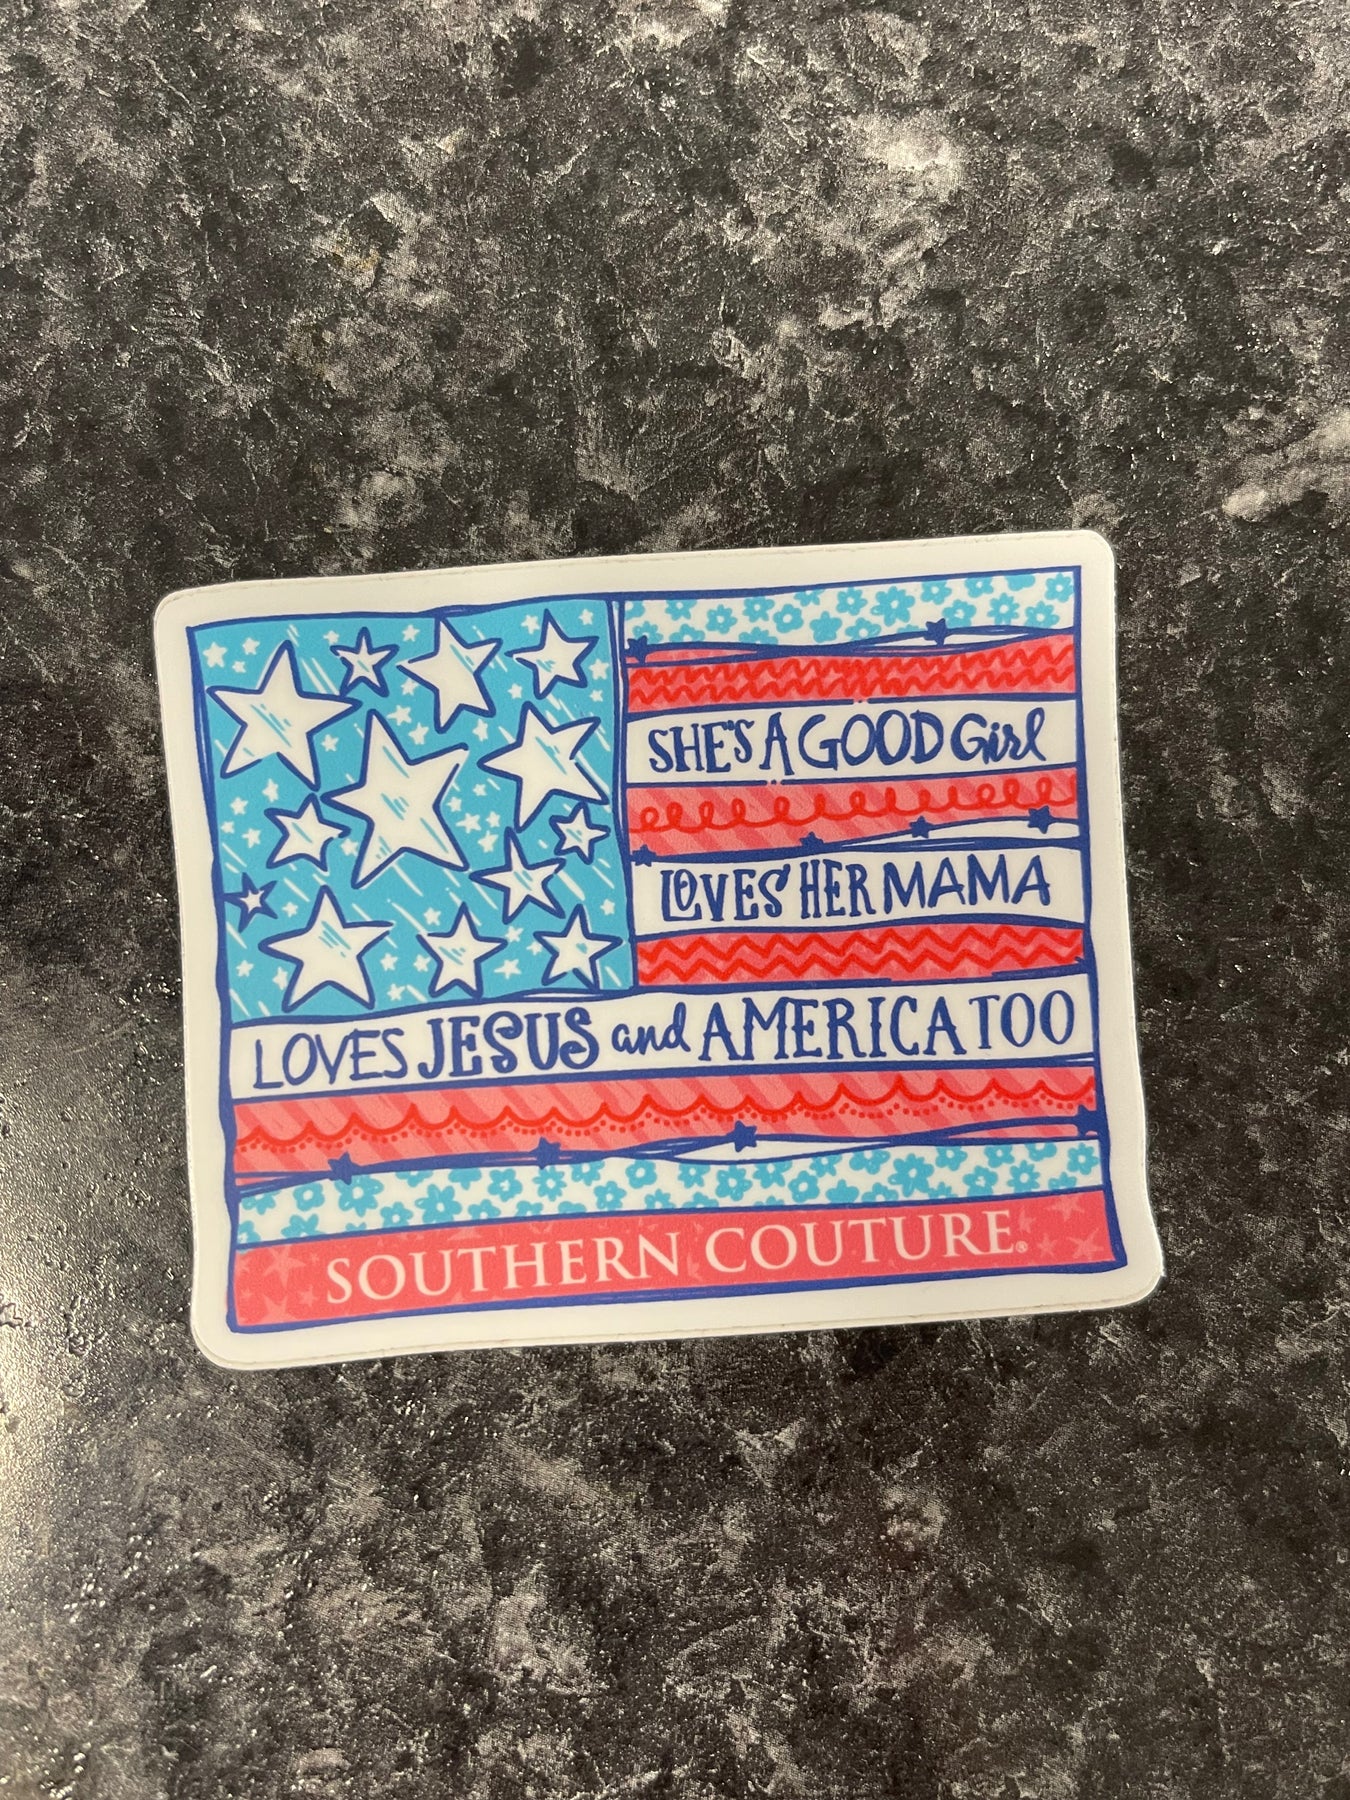 SHE'S A GOOD Girl
LOVES HER MAMA
LOVES JESUS and AMERICA TOO
SOUTHERN COUTURE®